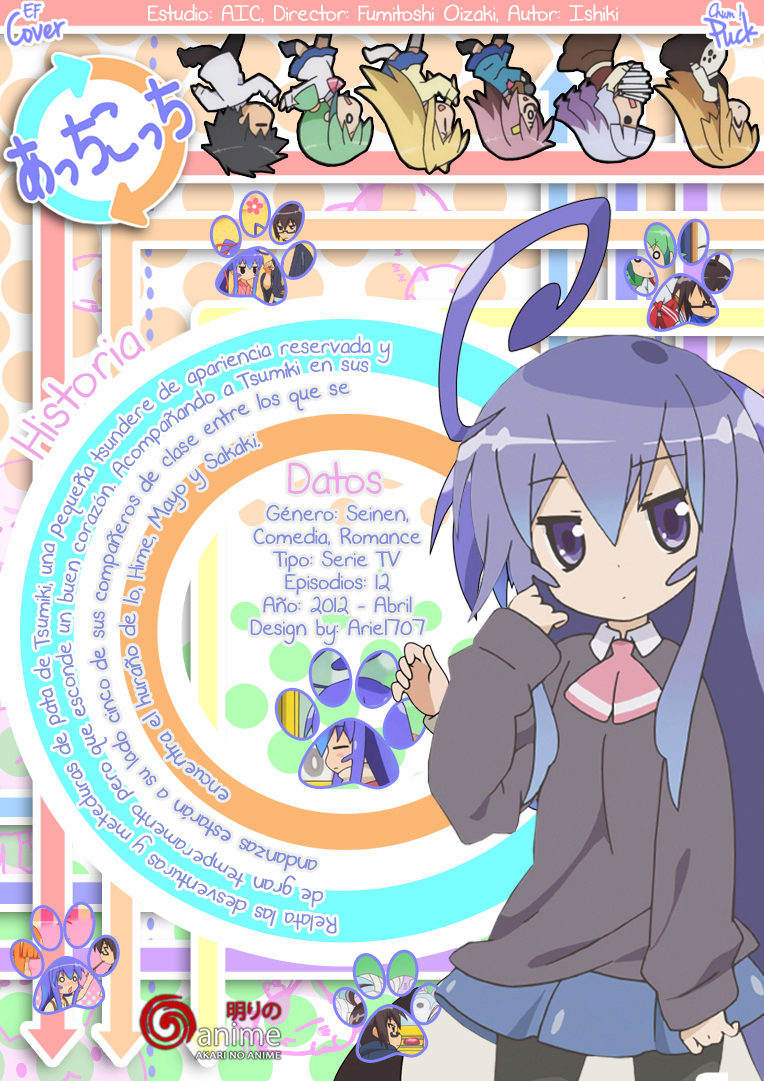 EF
Cover
Estudio: AIC, Director: Fumitoshi Oizaki, Autor: Ishiki
Chum!
Puck
あっちこっち
Historia
Relata las desventuras y meteduras de pata de Tsumiki, una pequeña tsundere de apariencia reservada y
de gran temperamento pero que esconde un buen corazón. Acompañando a Tsumiki en sus
andanzas estarán a su lado cinco de sus compañeros de clase entre los que se
encuentra el huraño de Io, Hime, Mayo y Sakaki.
Datos
Género: Seinen,
Comedia, Romance
Tipo: Serie TV
Episodios: 12
Año: 2012 - Abril
Design by: Ariel707
明りの
anime
AKARI NO ANIME